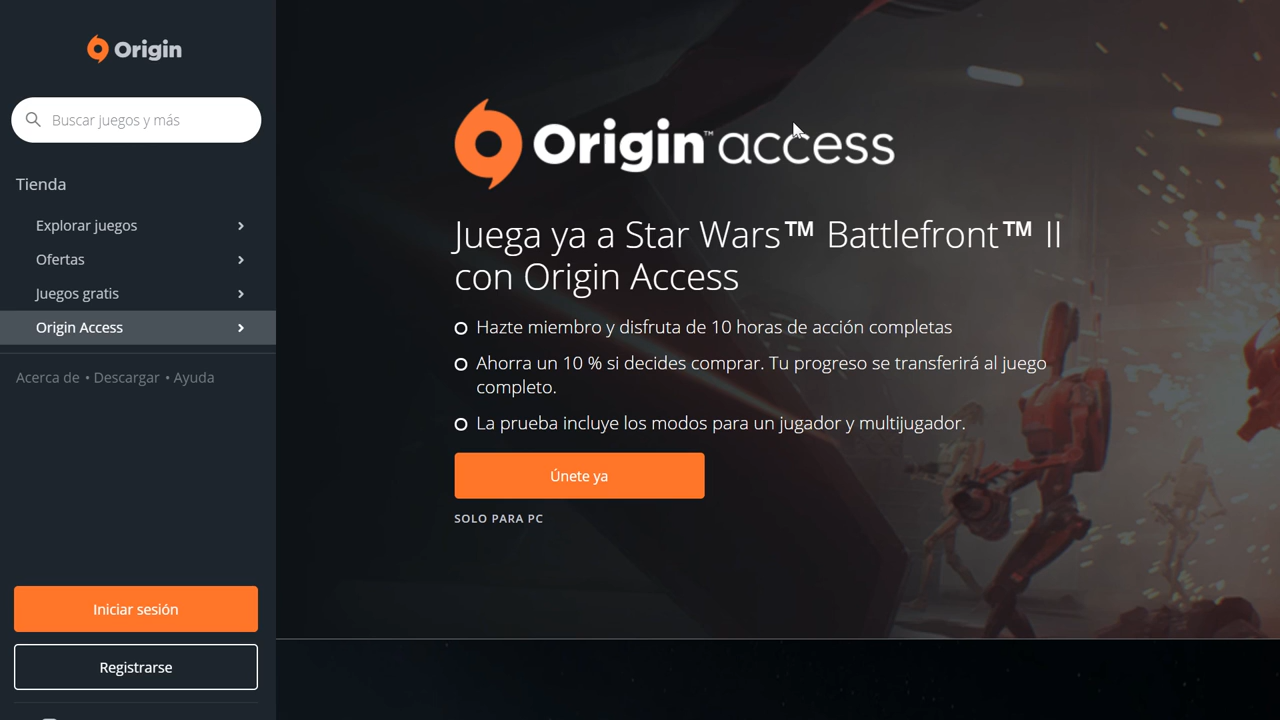 Origin
Buscar juegos y más
Tienda
Explorar juegos
Ofertas
Juegos gratis
Origin Access
Acerca de • Descargar • Ayuda
Iniciar sesión
Registrarse
Origin™ access
Juega ya a Star Wars™ Battlefront™ II
con Origin Access
Hazte miembro y disfruta de 10 horas de acción completas
Ahorra un 10 % si decides comprar. Tu progreso se transferirá al juego
completo.
La prueba incluye los modos para un jugador y multijugador.
Únete ya
SOLO PARA PC